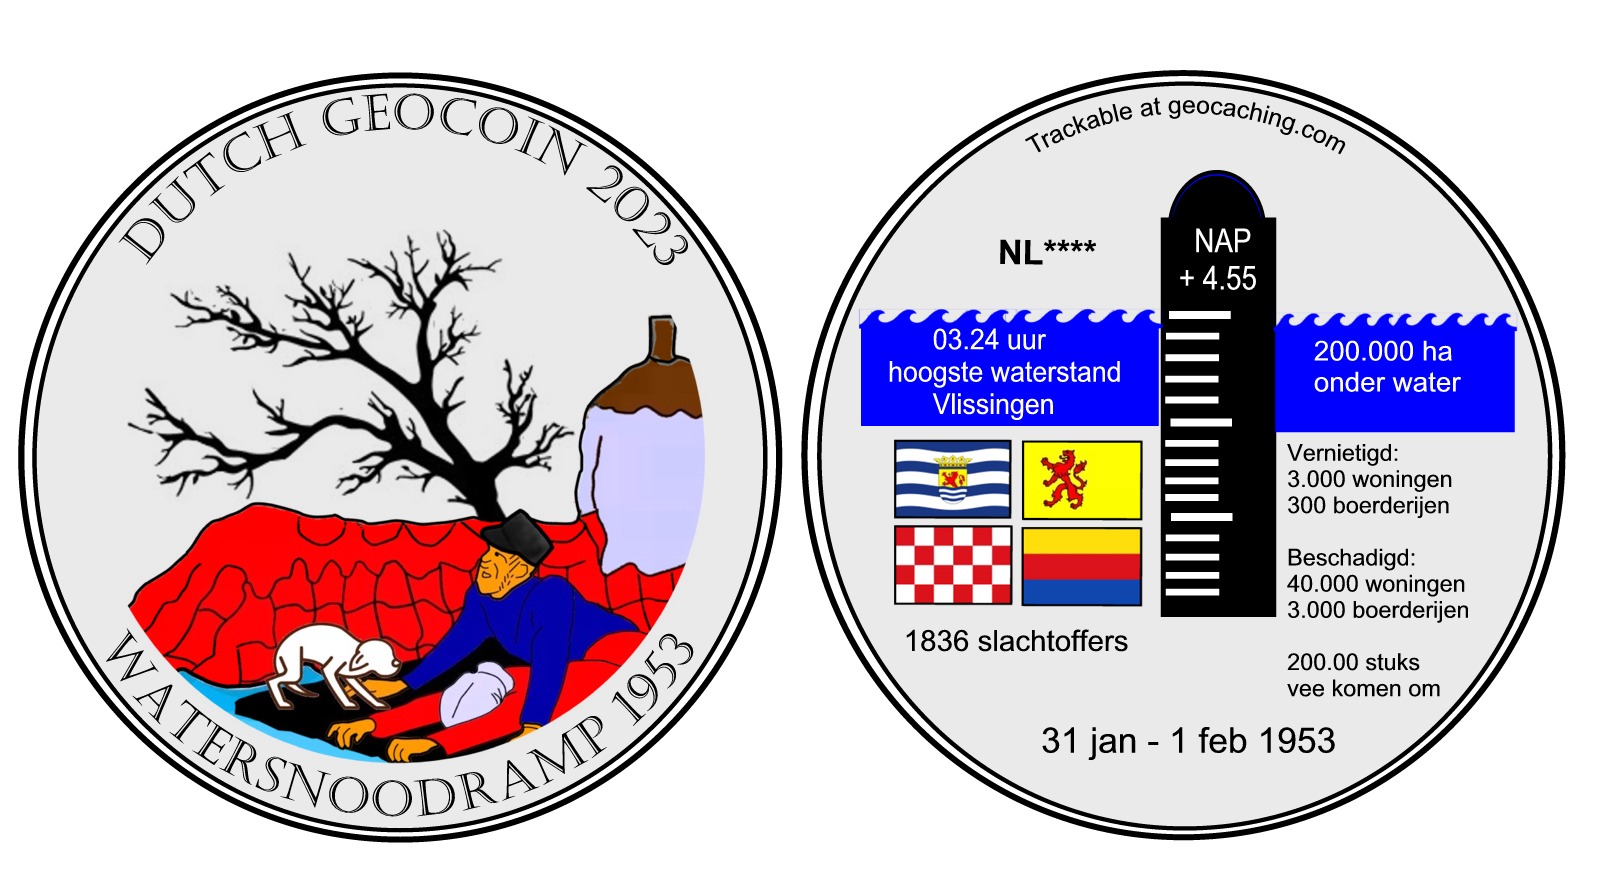 DUTCH GEOCOIN 2023
WATERSNOODRAMP 1953
Trackable at geocaching.com
NL****
NAP
+ 4.55
03.24 uur
hoogste waterstand
Vlissingen
200.000 ha
onder water
Vernietigd:
3.000 woningen
300 boerderijen
Beschadigd:
40.000 woningen
3.000 boerderijen
1836 slachtoffers
200.00 stuks
vee komen om
31 jan - 1 feb 1953